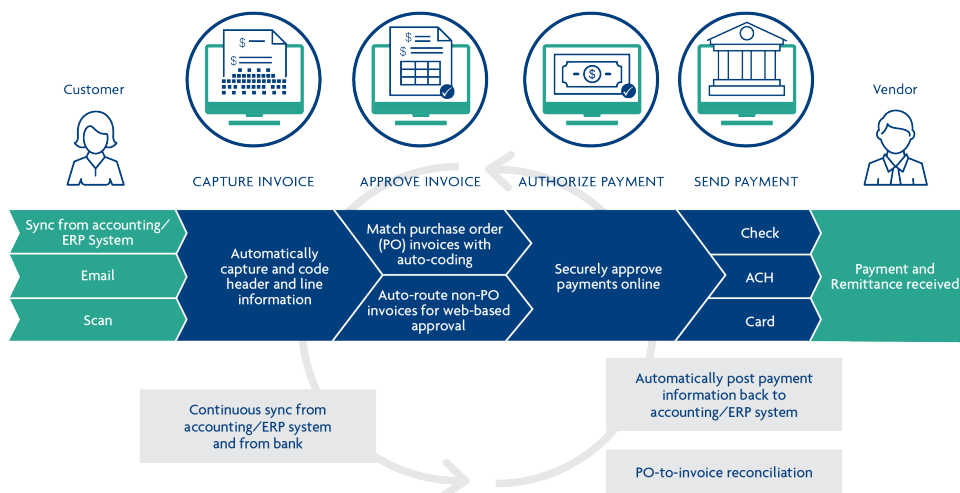 Customer
Vendor
CAPTURE INVOICE
APPROVE INVOICE
AUTHORIZE PAYMENT
SEND PAYMENT
Sync from accounting/
ERP System
Email
Scan
Automatically
capture and code
header and line
information
Match purchase order
(PO) invoices with
auto-coding
Auto-route non-PO
invoices for web-based
approval
Securely approve
payments online
Check
ACH
Card
Payment and
Remittance received
Continuous sync from
accounting/ERP system
and from bank
Automatically post payment
information back to
accounting/ERP system
PO-to-invoice reconciliation
$
$
$
$
$